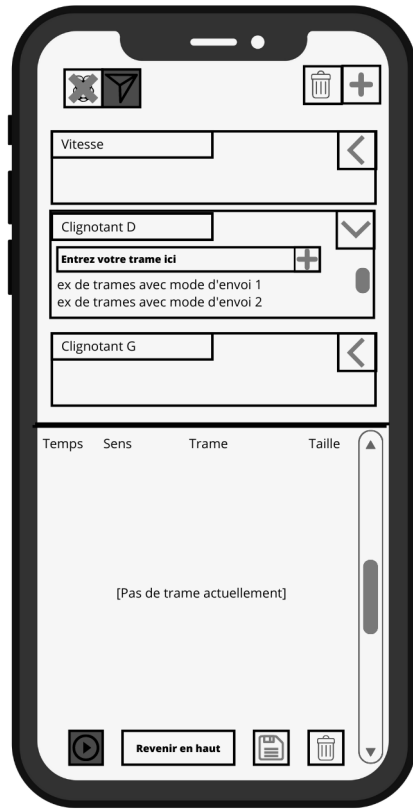 Vitesse
Clignotant D
Entrez votre trame ici
ex de trames avec mode d'envoi 1
ex de trames avec mode d'envoi 2
Clignotant G
Temps Sens Trame Taille
[Pas de trame actuellement]
Revenir en haut